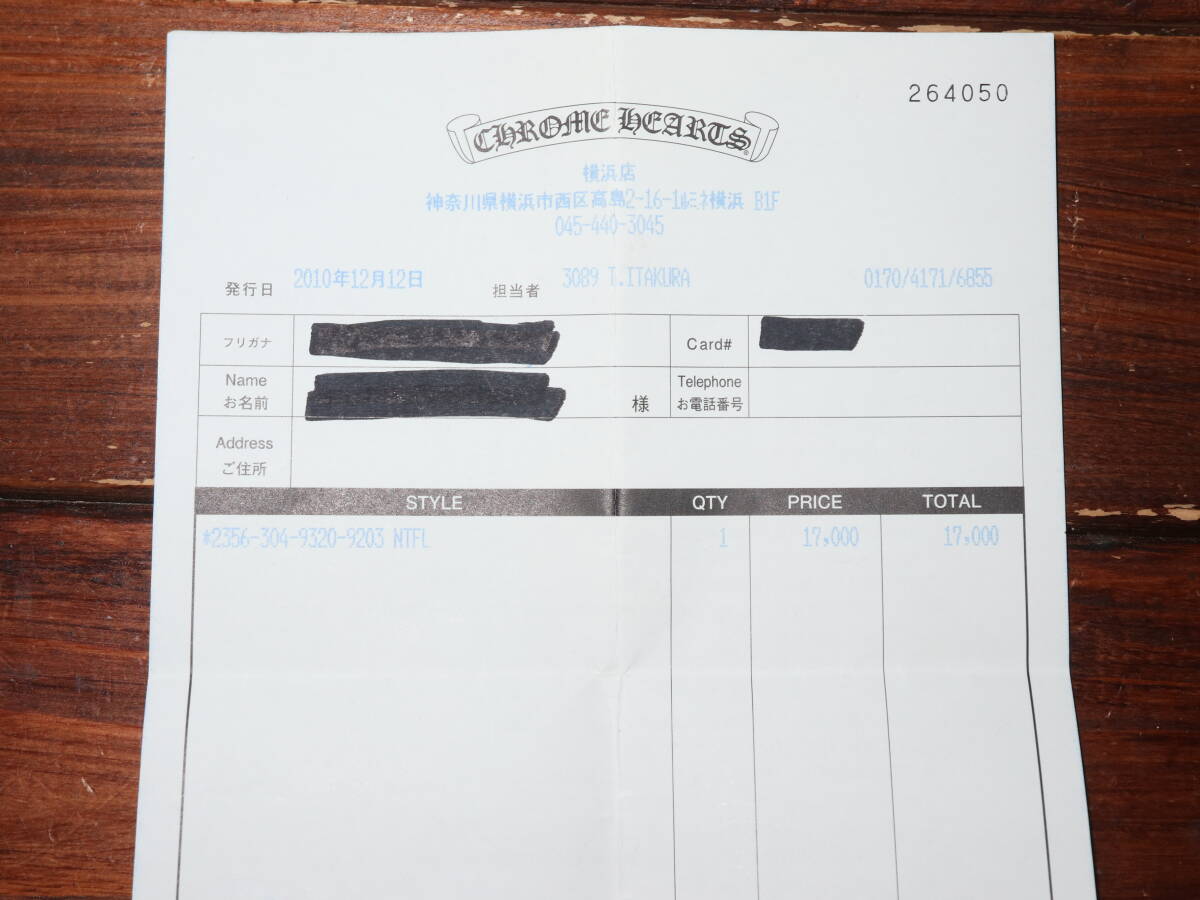 264050
CHROME HEARTS®
横浜店
神奈川県横浜市西区高島2-16-1ﾙﾐﾈ横浜 B1F
045-440-3045
発行日 2010年12月12日 担当者 3089 T.ITAKURA 0170/4171/6855
フリガナ Card#
Name
お名前 様 Telephone
お電話番号
Address
ご住所
STYLE QTY PRICE TOTAL
*2356-304-9320-9203 NTFL 1 17,000 17,000